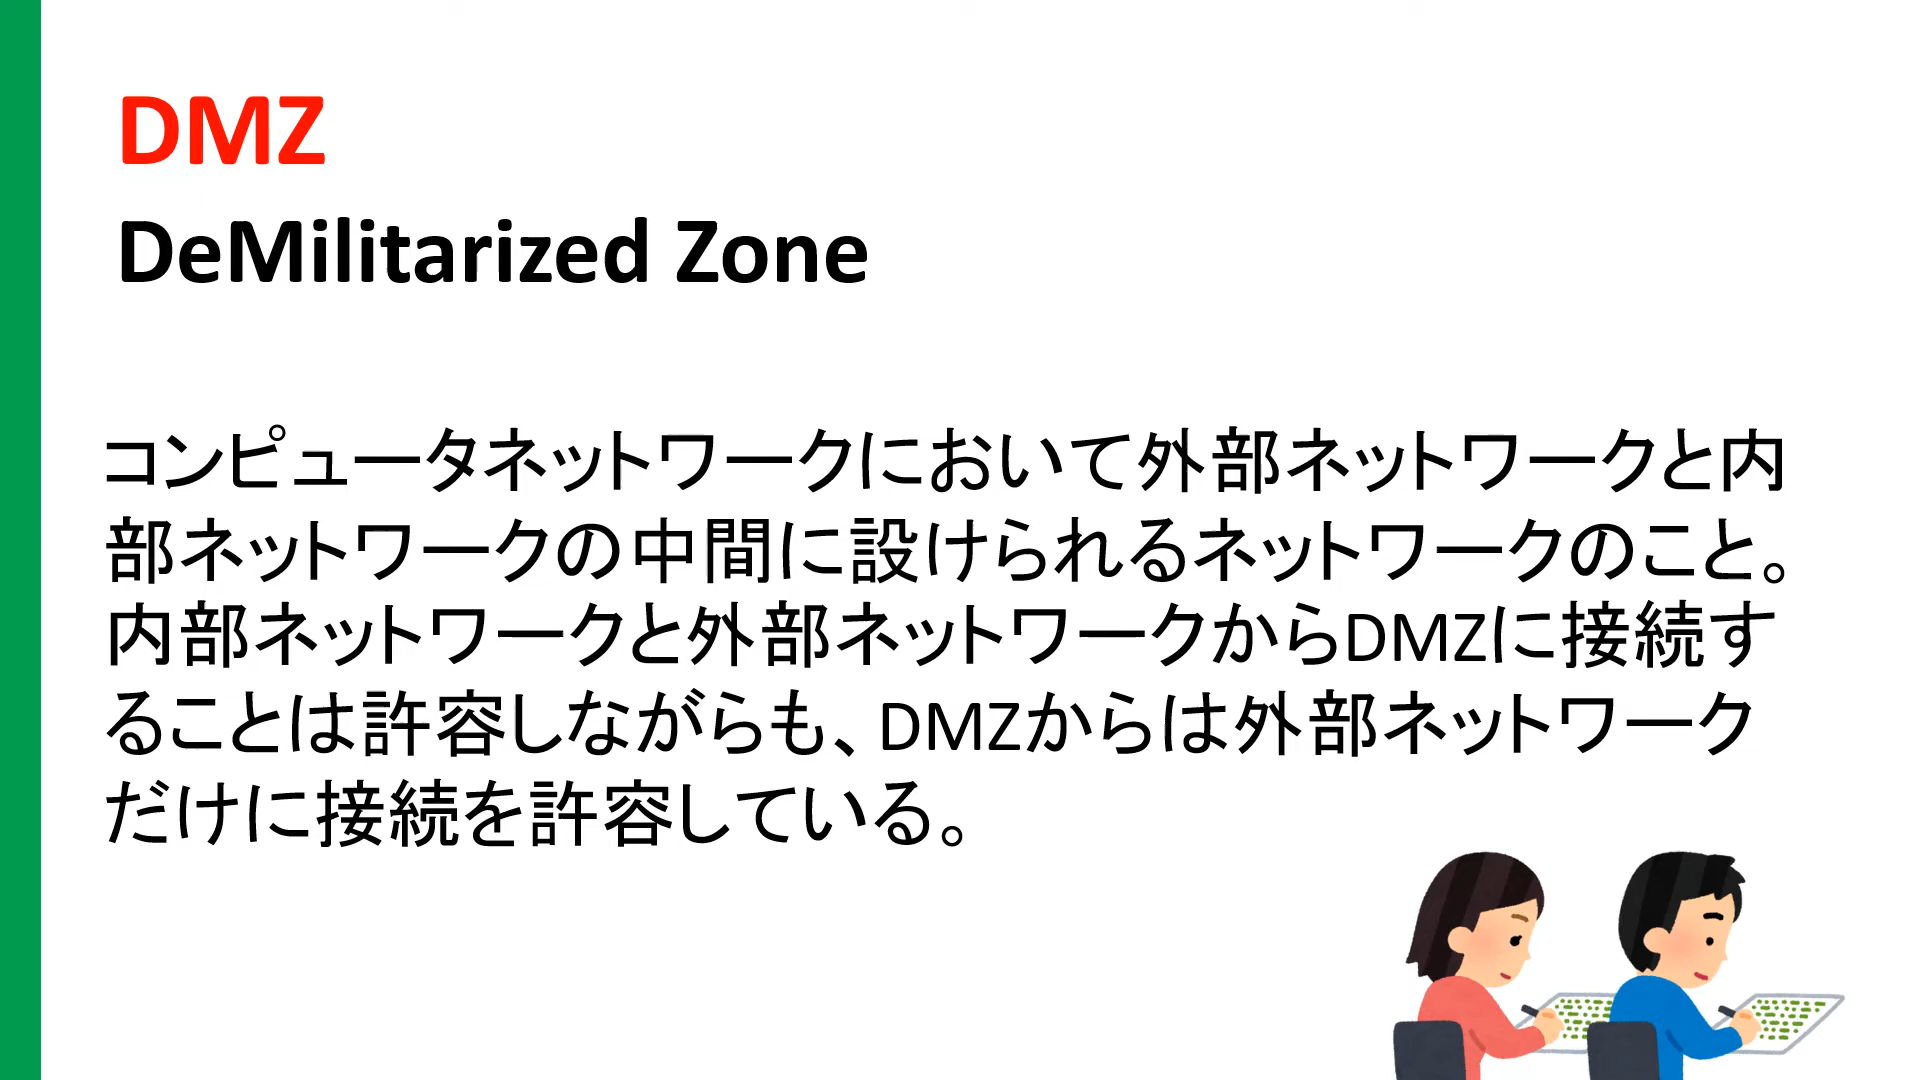 DMZ
DeMilitarized Zone
コンピュータネットワークにおいて外部ネットワークと内
部ネットワークの中間に設けられるネットワークのこと。
内部ネットワークと外部ネットワークからDMZに接続す
ることは許容しながらも、DMZからは外部ネットワーク
だけに接続を許容している。